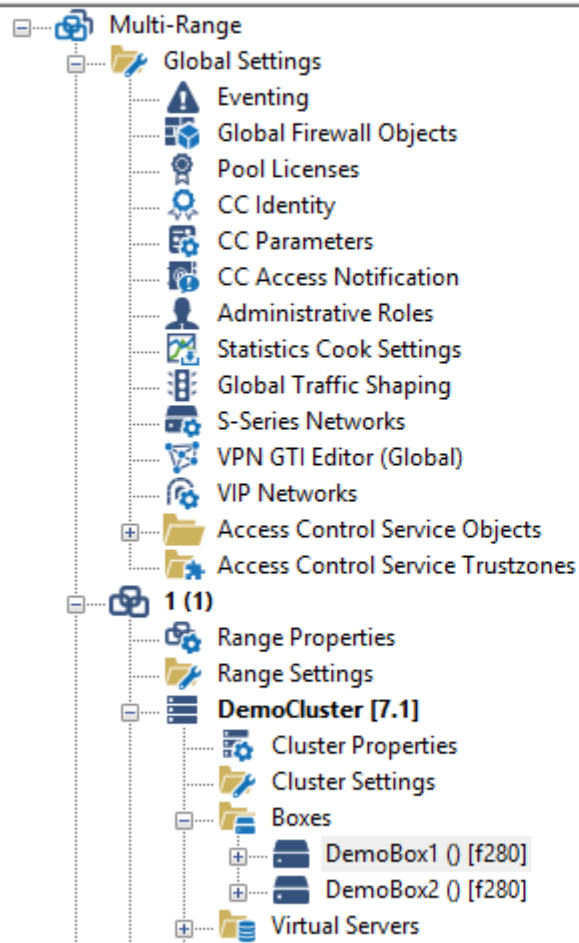 Multi-Range
Global Settings
Eventing
Global Firewall Objects
Pool Licenses
CC Identity
CC Parameters
CC Access Notification
Administrative Roles
Statistics Cook Settings
Global Traffic Shaping
S-Series Networks
VPN GTI Editor (Global)
VIP Networks
Access Control Service Objects
Access Control Service Trustzones
1 (1)
Range Properties
Range Settings
DemoCluster [7.1]
Cluster Properties
Cluster Settings
Boxes
DemoBox1 () [f280]
DemoBox2 () [f280]
Virtual Servers